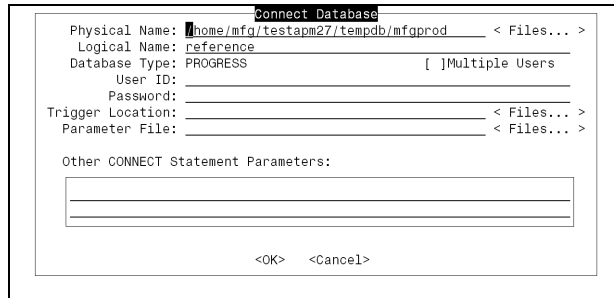 Connect Database
Physical Name: /home/mfg/testapm27/tempdb/mfgprod < Files... >
Logical Name: reference
Database Type: PROGRESS [ ]Multiple Users
User ID:
Password:
Trigger Location: < Files... >
Parameter File: < Files... >
Other CONNECT Statement Parameters:
<OK> <Cancel>